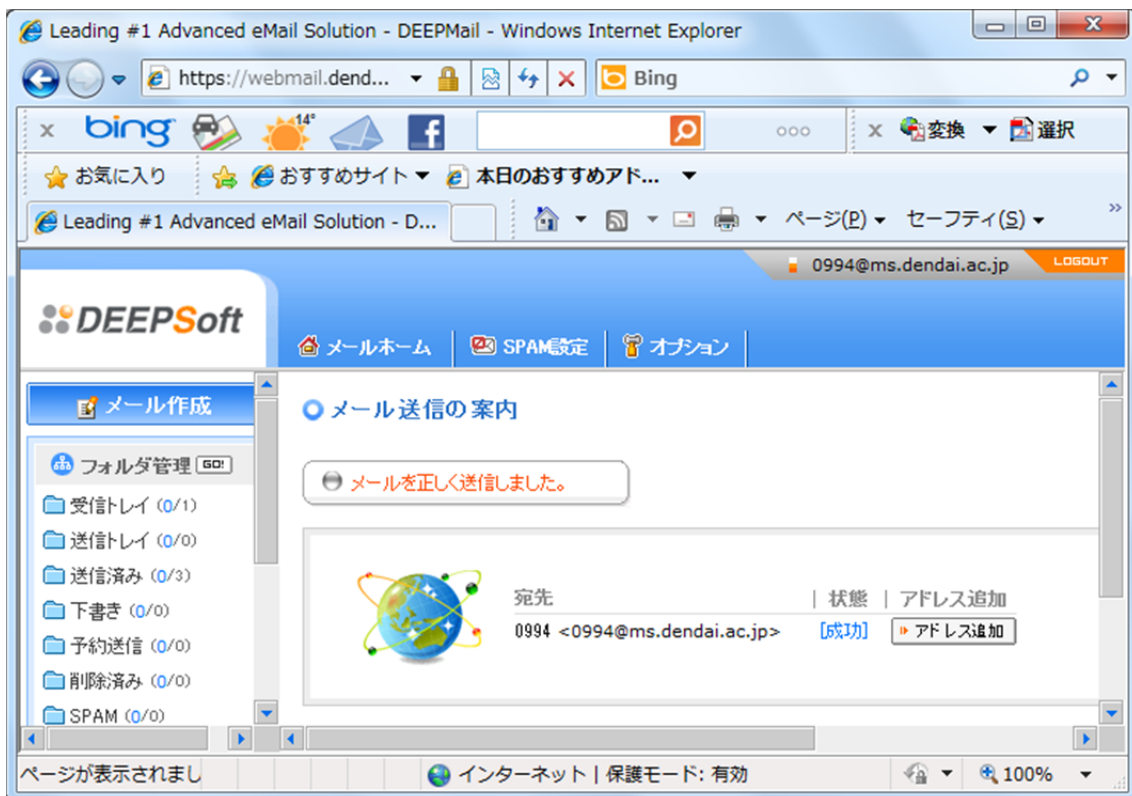 Leading #1 Advanced eMail Solution - DEEPMail - Windows Internet Explorer
https://webmail.dend... Bing
bing 14° f 変換 選択
お気に入り おすすめサイト 本日のおすすめアド...
Leading #1 Advanced eMail Solution - D... ページ(P) セーフティ(S) »
0994@ms.dendai.ac.jp LOGOUT
DEEPSoft
メールホーム SPAM設定 オプション
メール作成
メール送信の案内
フォルダ管理 GO!
メールを正しく送信しました。
受信トレイ (0/1)
送信トレイ (0/0)
送信済み (0/3)
下書き (0/0)
予約送信 (0/0)
削除済み (0/0)
SPAM (0/0)
宛先 | 状態 | アドレス追加
0994 <0994@ms.dendai.ac.jp> [成功] アドレス追加
ページが表示されまし インターネット | 保護モード: 有効 100%